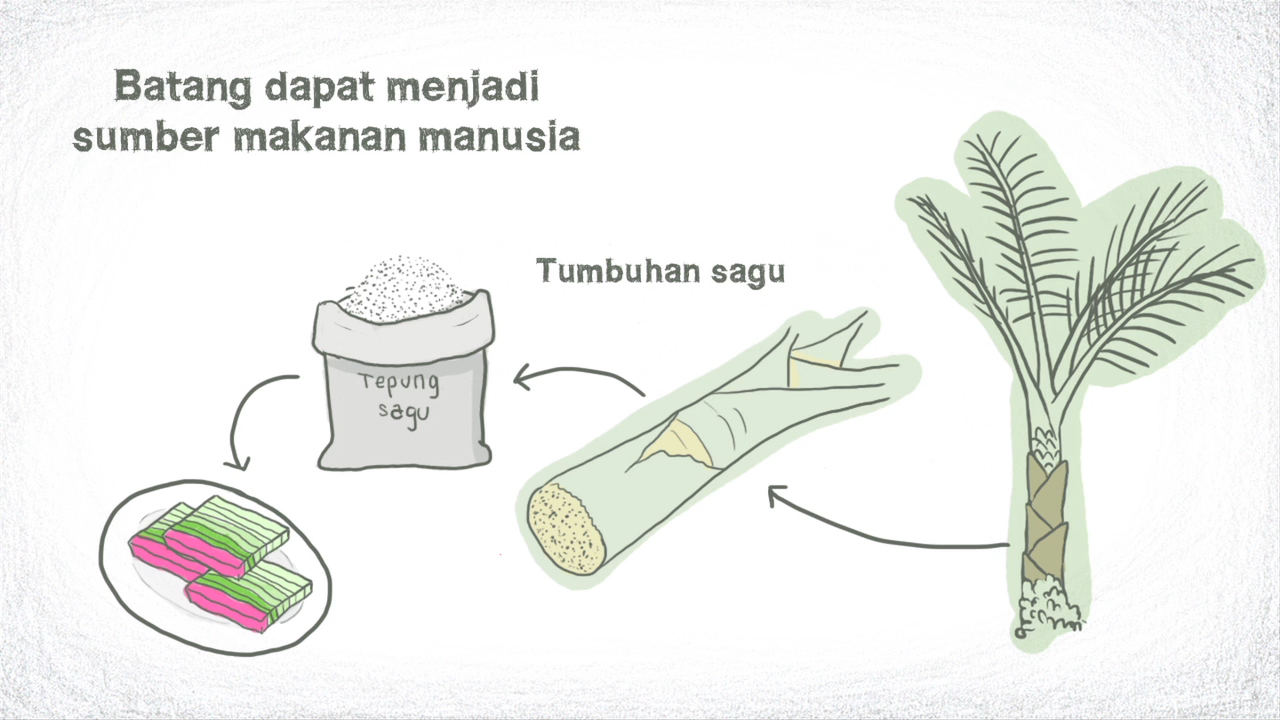 Batang dapat menjadi
sumber makanan manusia
Tumbuhan sagu
Tepung
sagu